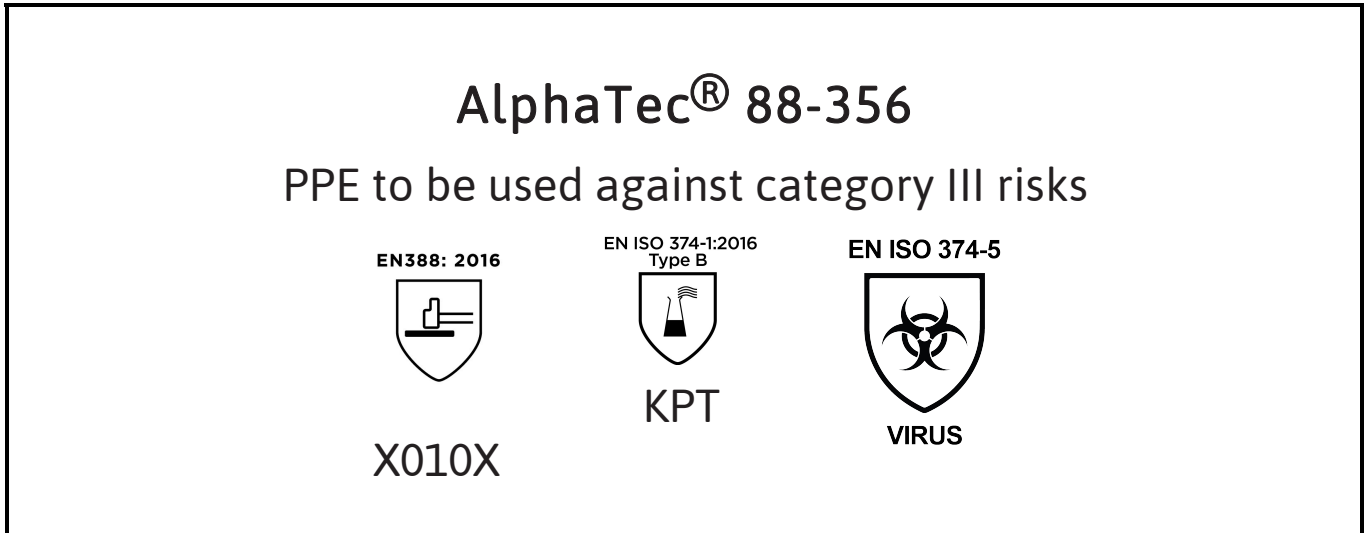 AlphaTec® 88-356
PPE to be used against category III risks
EN388: 2016
X010X
EN ISO 374-1:2016
Type B
KPT
EN ISO 374-5
VIRUS